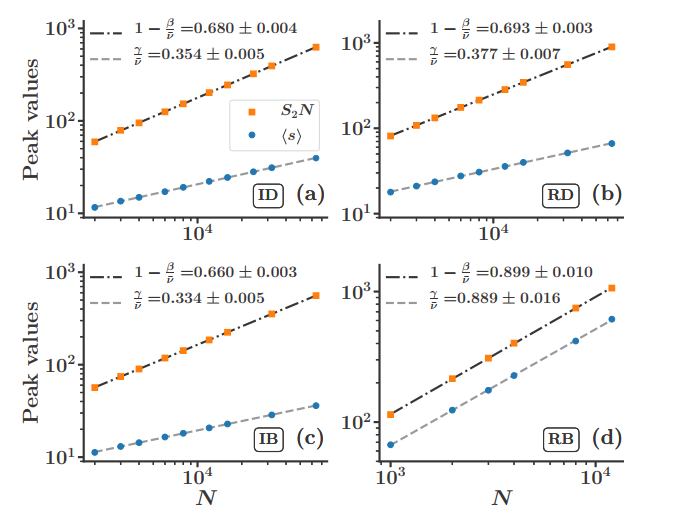 1 − β/ν̄ =0.680 ± 0.004
γ/ν̄ =0.354 ± 0.005
S₂N
⟨s⟩
ID (a)
Peak values
10³
10²
10¹
10⁴
1 − β/ν̄ =0.693 ± 0.003
γ/ν̄ =0.377 ± 0.007
RD (b)
10³
10²
10¹
10⁴
1 − β/ν̄ =0.660 ± 0.003
γ/ν̄ =0.334 ± 0.005
IB (c)
Peak values
10³
10²
10¹
10⁴
N
1 − β/ν̄ =0.899 ± 0.010
γ/ν̄ =0.889 ± 0.016
RB (d)
10³
10²
10³
10⁴
N